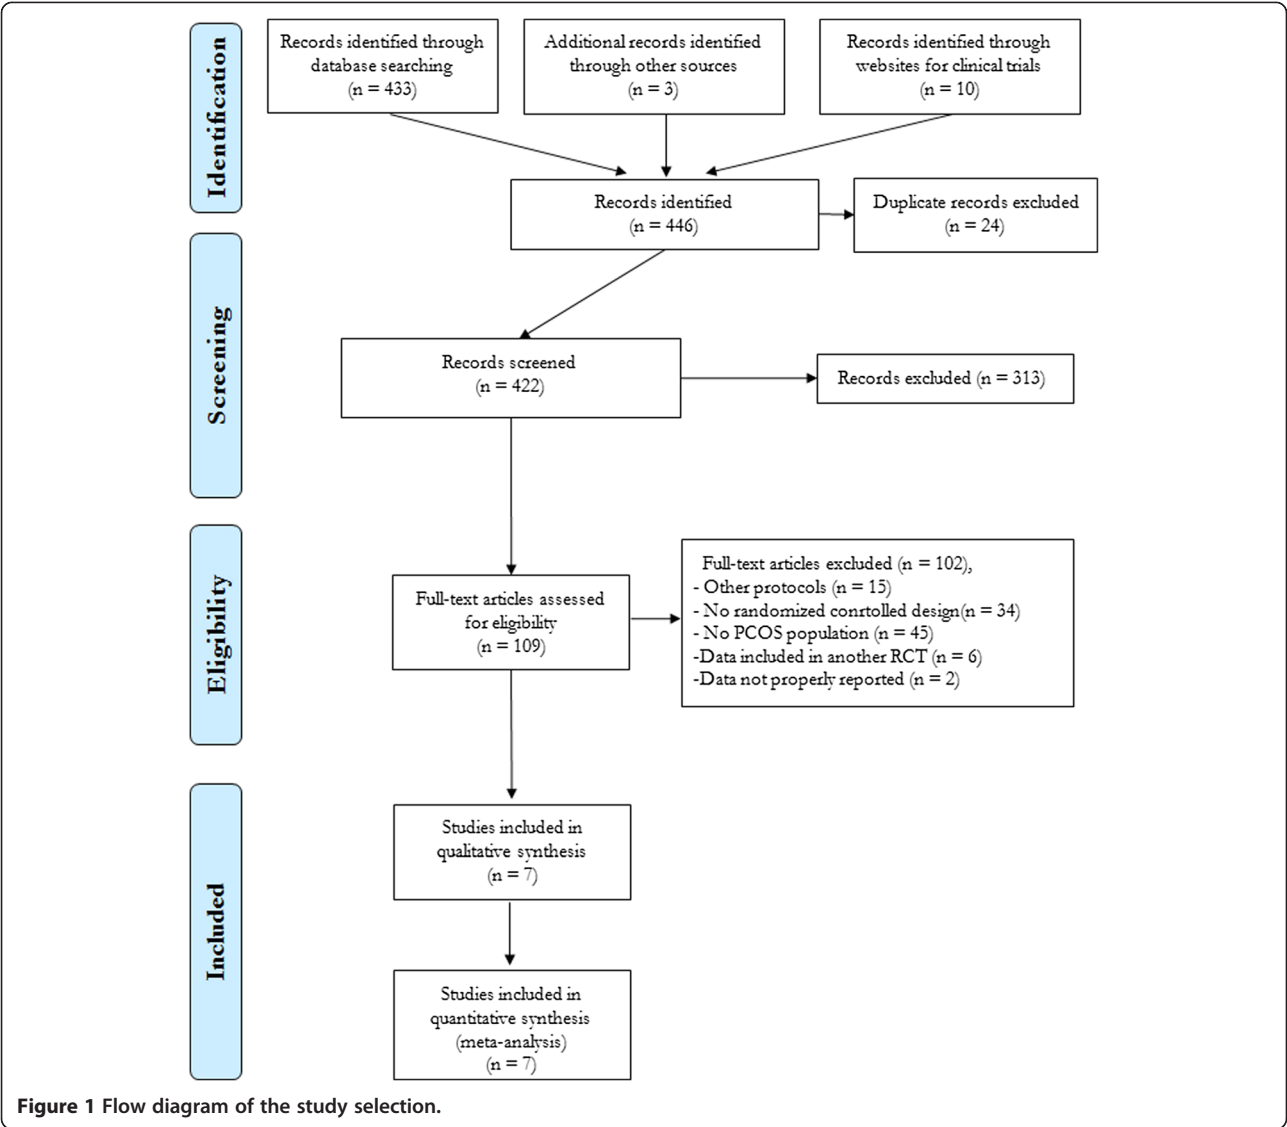 Identification
Records identified through
database searching
(n = 433)
Additional records identified
through other sources
(n = 3)
Records identified through
websites for clinical trials
(n = 10)
Records identified
(n = 446)
Duplicate records excluded
(n = 24)
Screening
Records screened
(n = 422)
Records excluded (n = 313)
Eligibility
Full-text articles assessed
for eligibility
(n = 109)
Full-text articles excluded (n = 102),
- Other protocols (n = 15)
- No randomized conrtolled design(n = 34)
- No PCOS population (n = 45)
-Data included in another RCT (n = 6)
-Data not properly reported (n = 2)
Included
Studies included in
qualitative synthesis
(n = 7)
Studies included in
quantitative synthesis
(meta-analysis)
(n = 7)
Figure 1 Flow diagram of the study selection.